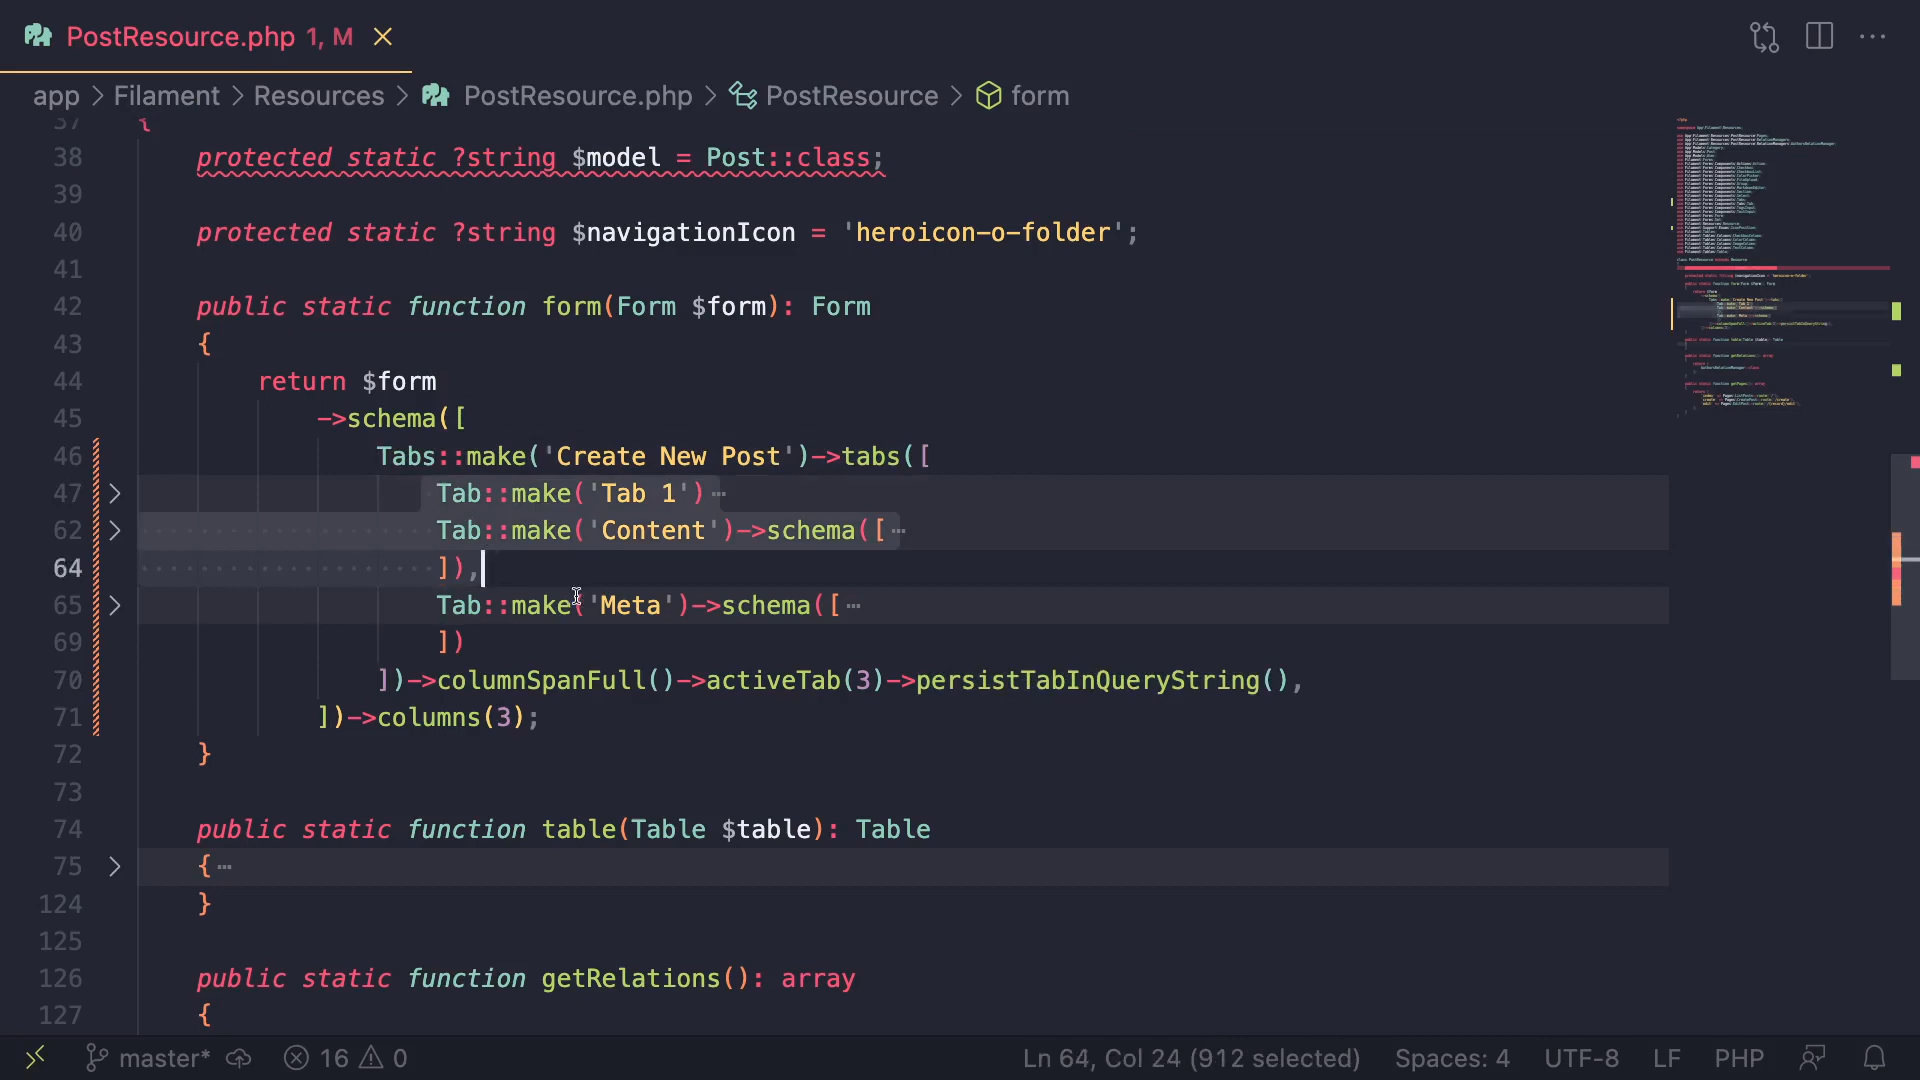 PostResource.php 1, M
app > Filament > Resources > PostResource.php > PostResource > form
37 {
38 protected static ?string $model = Post::class;
39
40 protected static ?string $navigationIcon = 'heroicon-o-folder';
41
42 public static function form(Form $form): Form
43 {
44 return $form
45 ->schema([
46 Tabs::make('Create New Post')->tabs([
47 Tab::make('Tab 1')…
62 Tab::make('Content')->schema([…
64 ]),
65 Tab::make('Meta')->schema([…
69 ])
70 ])->columnSpanFull()->activeTab(3)->persistTabInQueryString(),
71 ])->columns(3);
72 }
73
74 public static function table(Table $table): Table
75 {…
124 }
125
126 public static function getRelations(): array
127 {
master* 16 0 Ln 64, Col 24 (912 selected) Spaces: 4 UTF-8 LF PHP